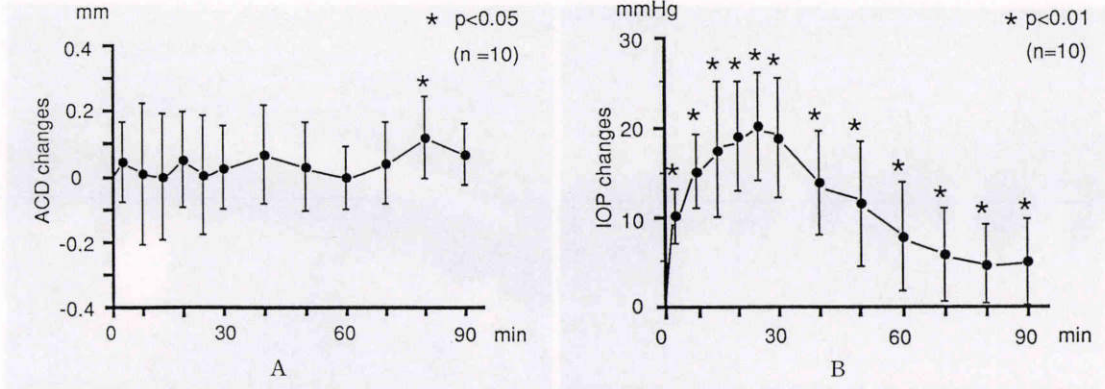 mm
* p<0.05
(n =10)
ACD changes
0.4
0.2
0
-0.2
-0.4
0 30 60 90 min
A
mmHg
* p<0.01
(n=10)
IOP changes
30
20
10
0
0 30 60 90 min
B
* 
* * * * * * * * * * * *